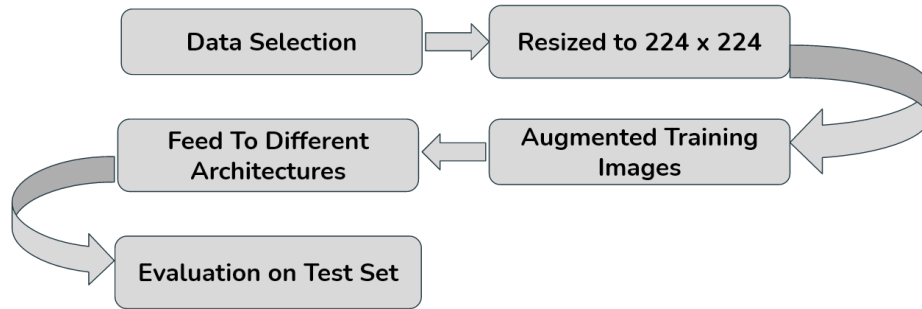 Data Selection
Resized to 224 x 224
Augmented Training
Images
Feed To Different
Architectures
Evaluation on Test Set